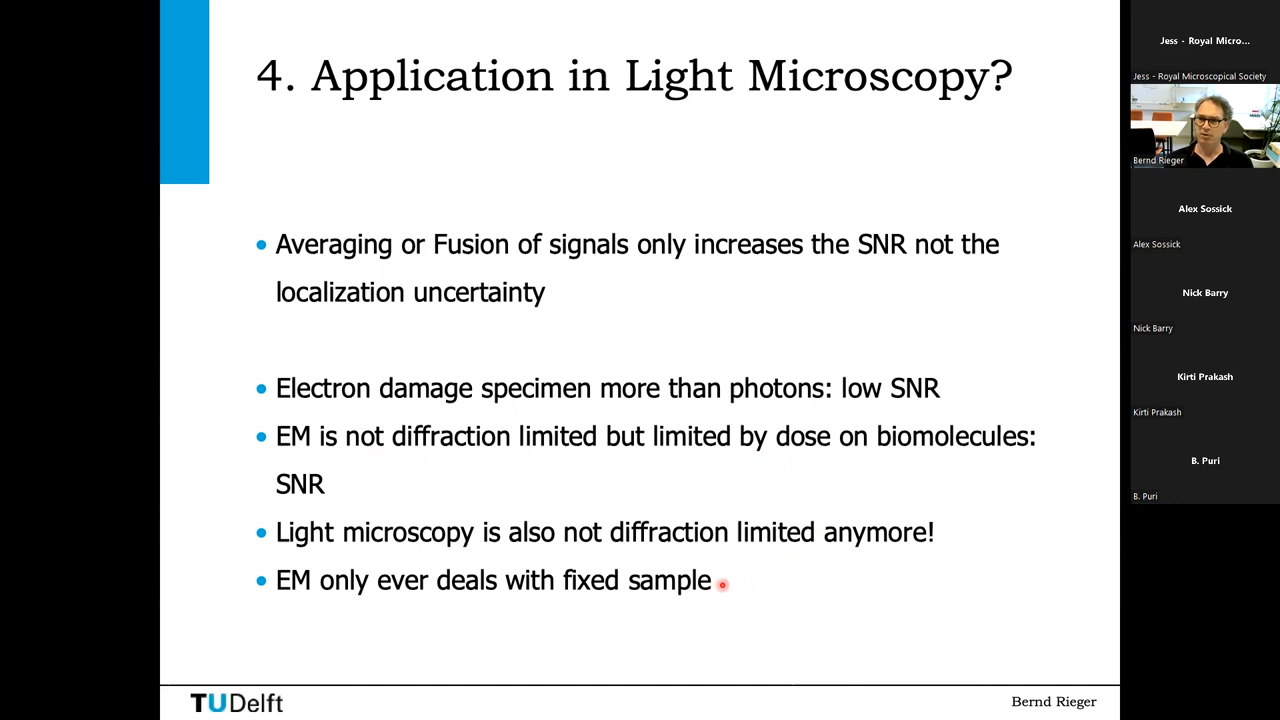 4. Application in Light Microscopy?
• Averaging or Fusion of signals only increases the SNR not the
localization uncertainty
• Electron damage specimen more than photons: low SNR
• EM is not diffraction limited but limited by dose on biomolecules:
SNR
• Light microscopy is also not diffraction limited anymore!
• EM only ever deals with fixed sample
TUDelft
Bernd Rieger
Jess - Royal Micro...
Jess - Royal Microscopical Society
Bernd Rieger
Alex Sossick
Alex Sossick
Nick Barry
Nick Barry
Kirti Prakash
Kirti Prakash
B. Puri
B. Puri